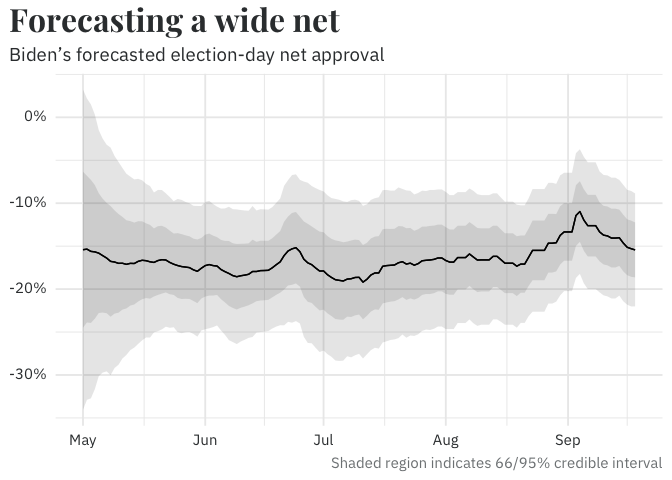 Forecasting a wide net
Biden’s forecasted election-day net approval
0%
-10%
-20%
-30%
May Jun Jul Aug Sep
Shaded region indicates 66/95% credible interval